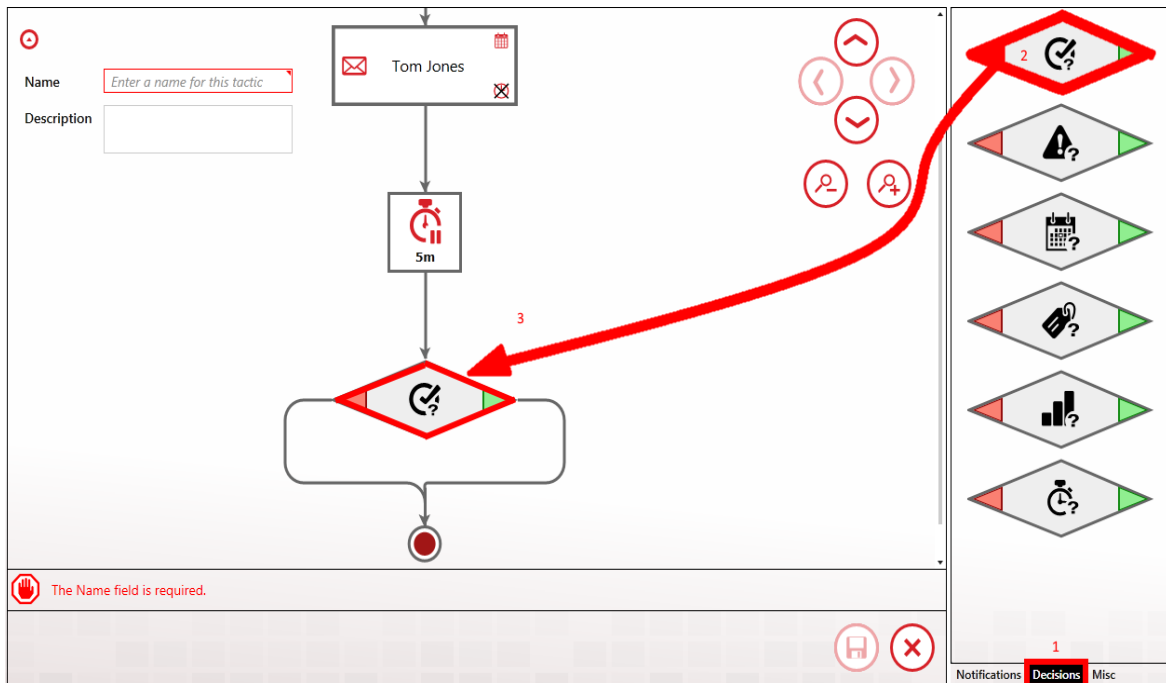 Name
Enter a name for this tactic
Description
Tom Jones
5m
3
2
The Name field is required.
1
Notifications Decisions Misc